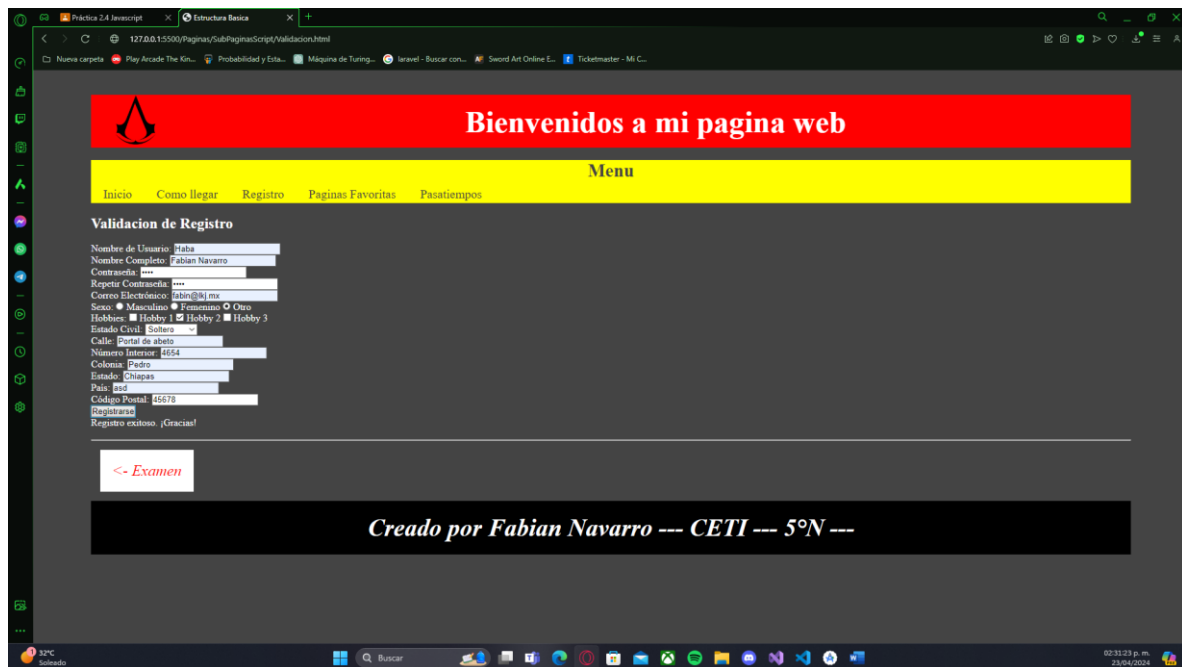 Práctica 2.4 Javascript
Estructura Basica
127.0.0.1:5500/Paginas/SubPaginasScript/Validacion.html
Nueva carpeta Play Arcade The Kin... Probabilidad y Esta... Máquina de Turing... laravel - Buscar con... Sword Art Online E... Ticketmaster - Mi C...
Bienvenidos a mi pagina web
Menu
Inicio Como llegar Registro Paginas Favoritas Pasatiempos
Validacion de Registro
Nombre de Usuario: Haba
Nombre Completo: Fabian Navarro
Contraseña: ••••
Repetir Contraseña: ••••
Correo Electrónico: fabin@lkj.mx
Sexo: Masculino Femenino Otro
Hobbies: Hobby 1 Hobby 2 Hobby 3
Estado Civil: Soltero
Calle: Portal de abeto
Número Interior: 4654
Colonia: Pedro
Estado: Chiapas
País: asd
Código Postal: 45678
Registrarse
Registro exitoso. ¡Gracias!
<- Examen
Creado por Fabian Navarro --- CETI --- 5°N ---
1
32°C
Soleado
Buscar
02:31:23 p. m.
23/04/2024